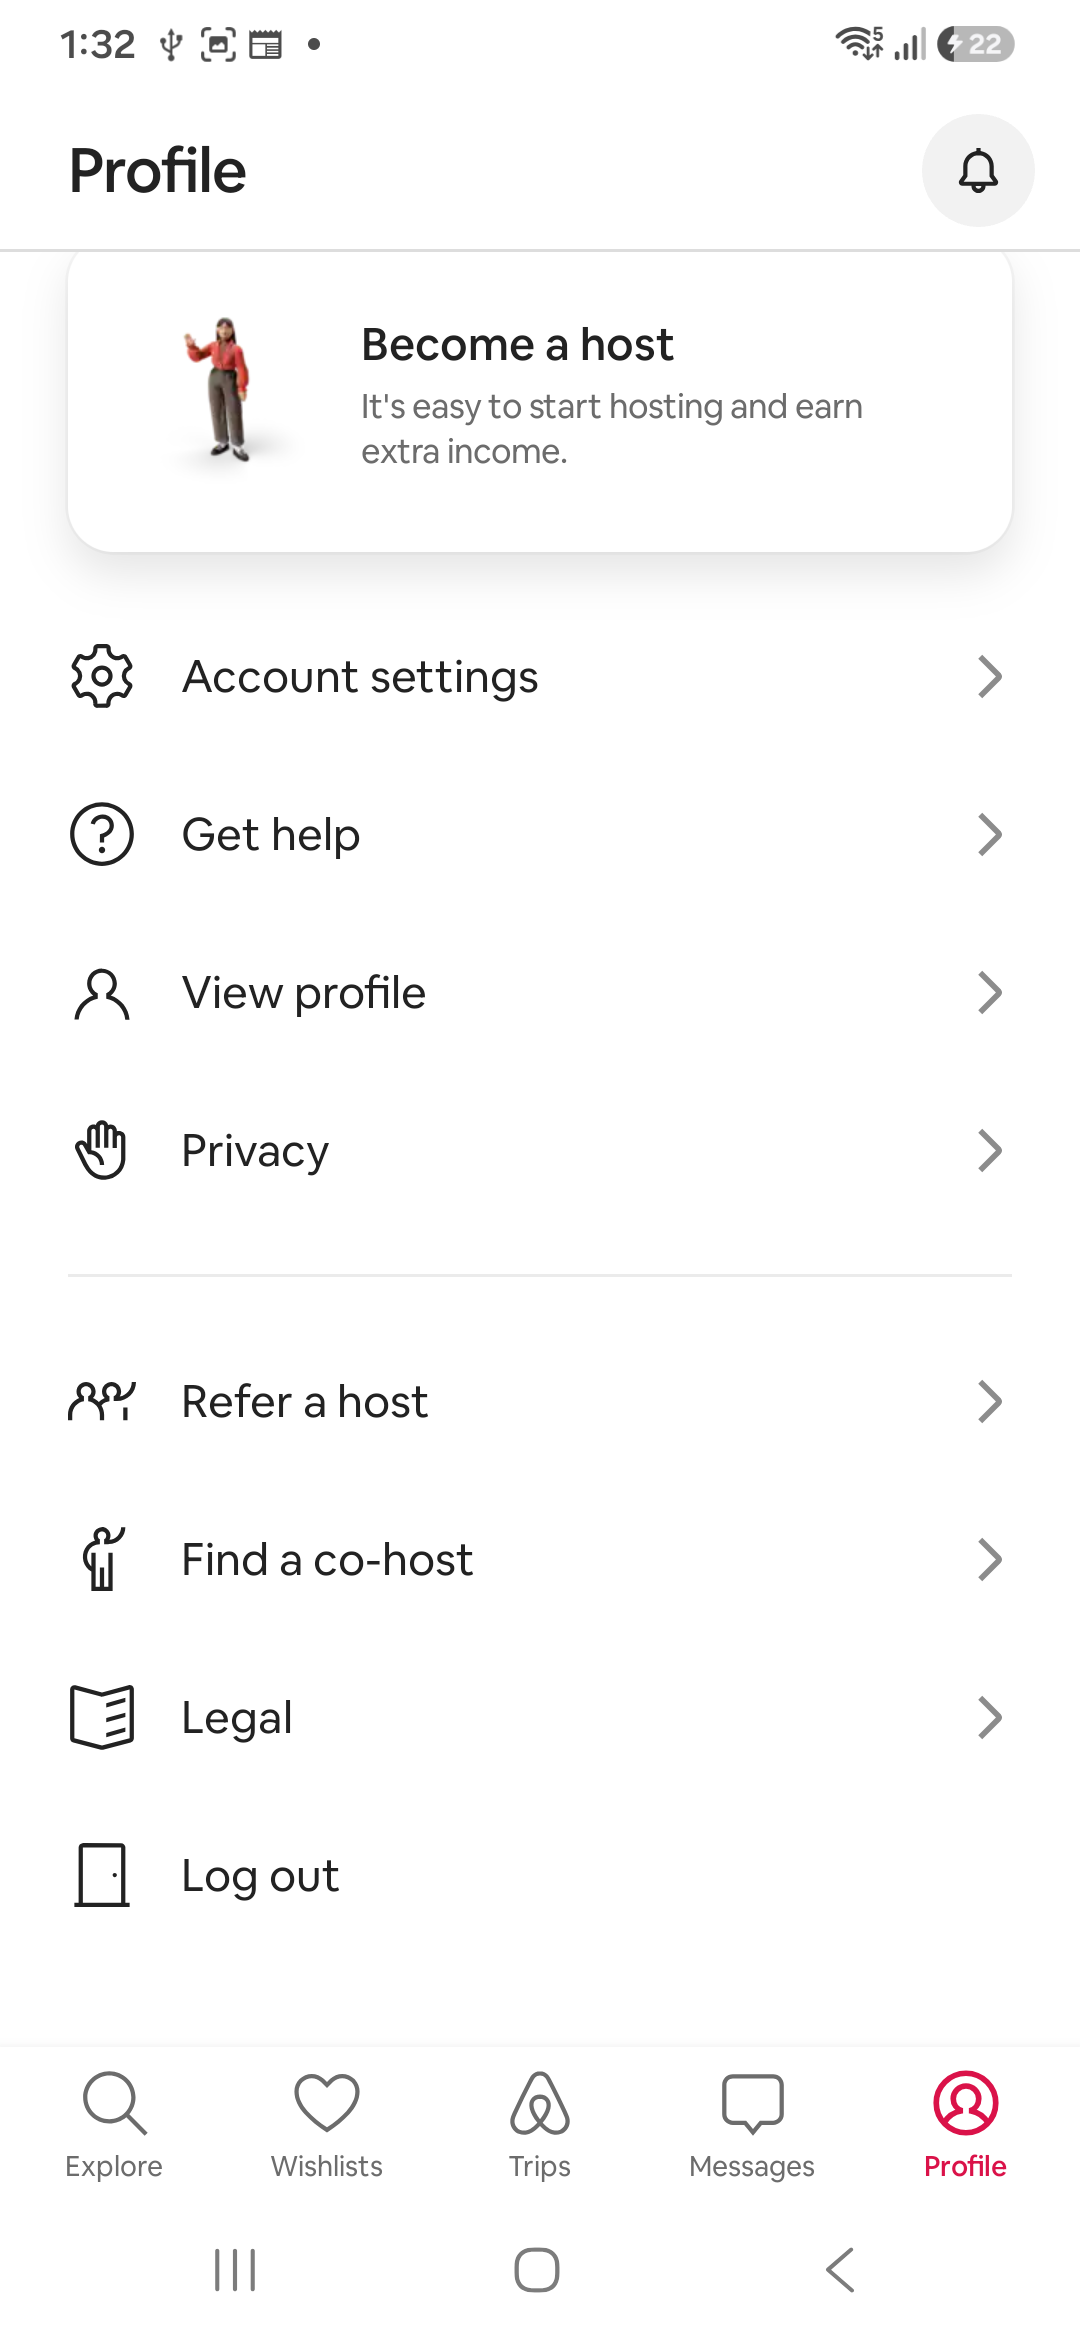 1:32
5
22
Profile
Become a host
It's easy to start hosting and earn
extra income.
Account settings
Get help
View profile
Privacy
Refer a host
Find a co-host
Legal
Log out
Explore
Wishlists
Trips
Messages
Profile